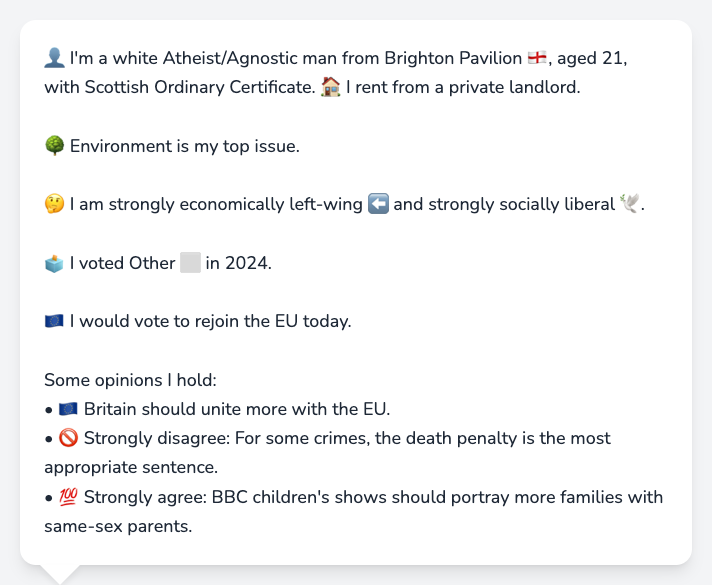 👤 I'm a white Atheist/Agnostic man from Brighton Pavilion 🏴󠁧󠁢󠁥󠁮󠁧󠁿, aged 21,
with Scottish Ordinary Certificate. 🏠 I rent from a private landlord.
🌳 Environment is my top issue.
🤔 I am strongly economically left-wing ⬅️ and strongly socially liberal 🕊️.
🗳️ I voted Other ⬜ in 2024.
🇪🇺 I would vote to rejoin the EU today.
Some opinions I hold:
• 🇪🇺 Britain should unite more with the EU.
• 🚫 Strongly disagree: For some crimes, the death penalty is the most
appropriate sentence.
• 💯 Strongly agree: BBC children's shows should portray more families with
same-sex parents.